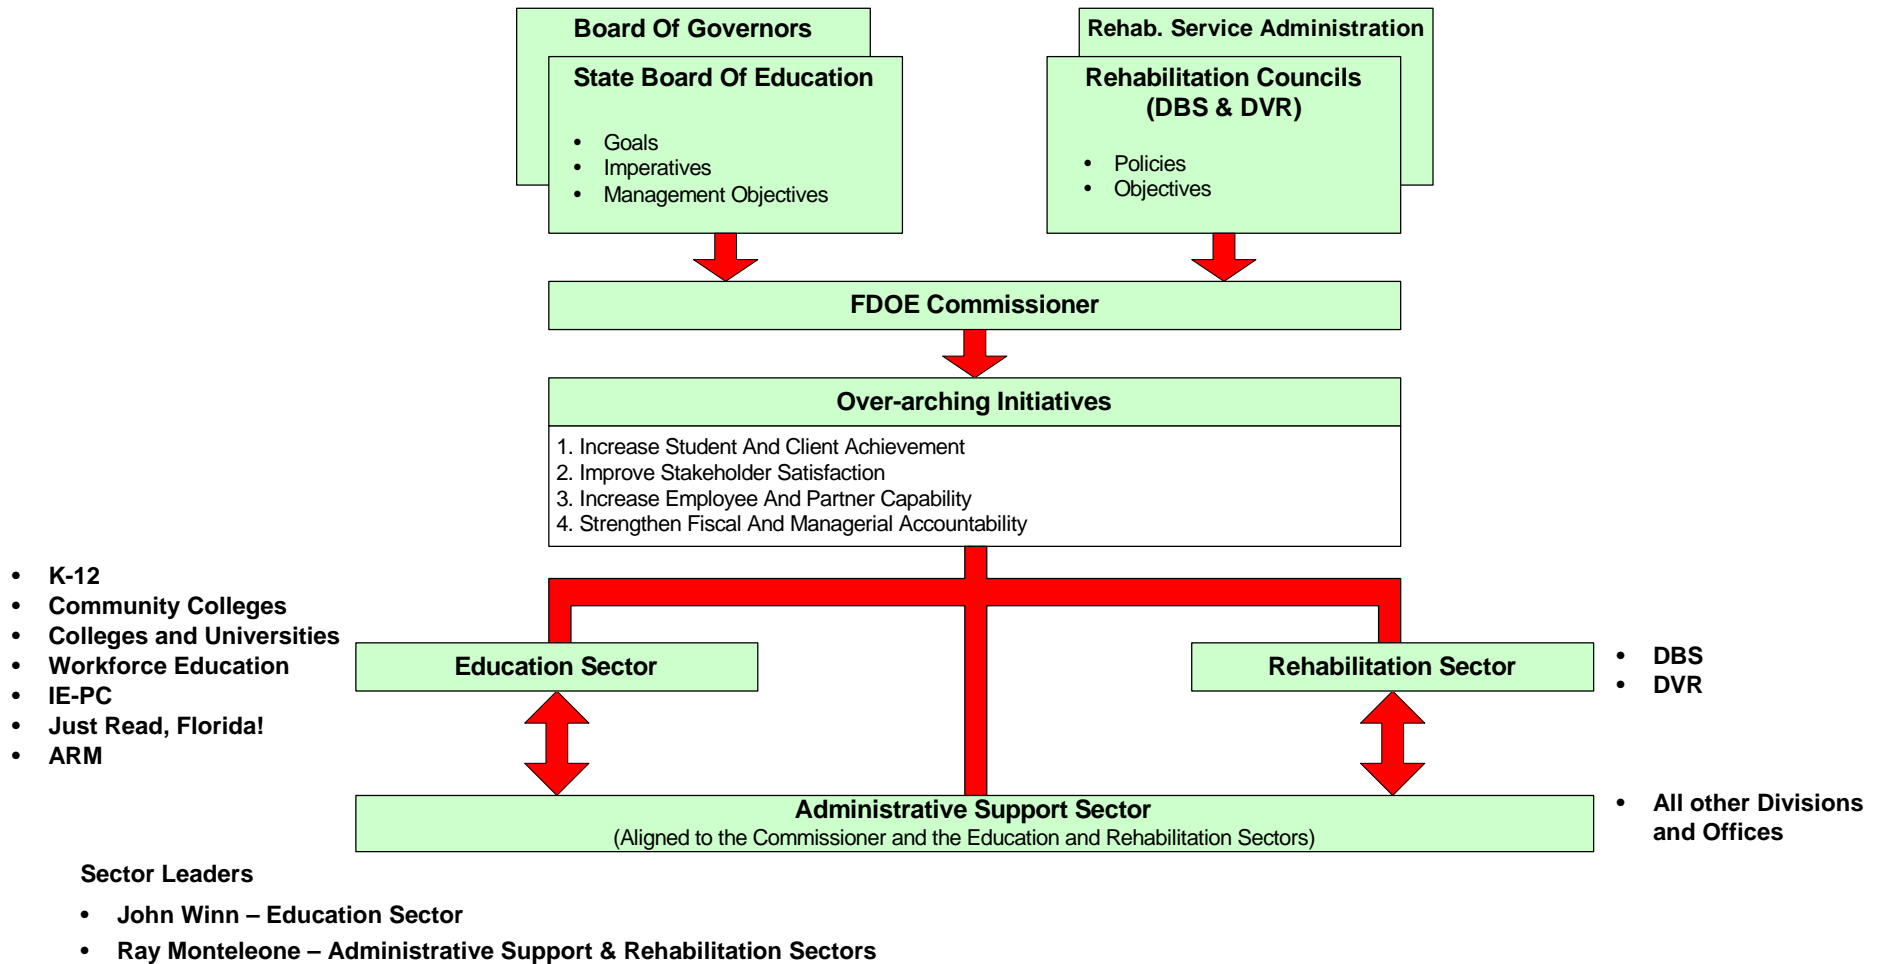 Board Of Governors
State Board Of Education
• Goals
• Imperatives
• Management Objectives
Rehab. Service Administration
Rehabilitation Councils
(DBS & DVR)
• Policies
• Objectives
FDOE Commissioner
Over-arching Initiatives
1. Increase Student And Client Achievement
2. Improve Stakeholder Satisfaction
3. Increase Employee And Partner Capability
4. Strengthen Fiscal And Managerial Accountability
• K-12
• Community Colleges
• Colleges and Universities
• Workforce Education
• IE-PC
• Just Read, Florida!
• ARM
Education Sector
Rehabilitation Sector
• DBS
• DVR
Administrative Support Sector
(Aligned to the Commissioner and the Education and Rehabilitation Sectors)
• All other Divisions
and Offices
Sector Leaders
• John Winn – Education Sector
• Ray Monteleone – Administrative Support & Rehabilitation Sectors